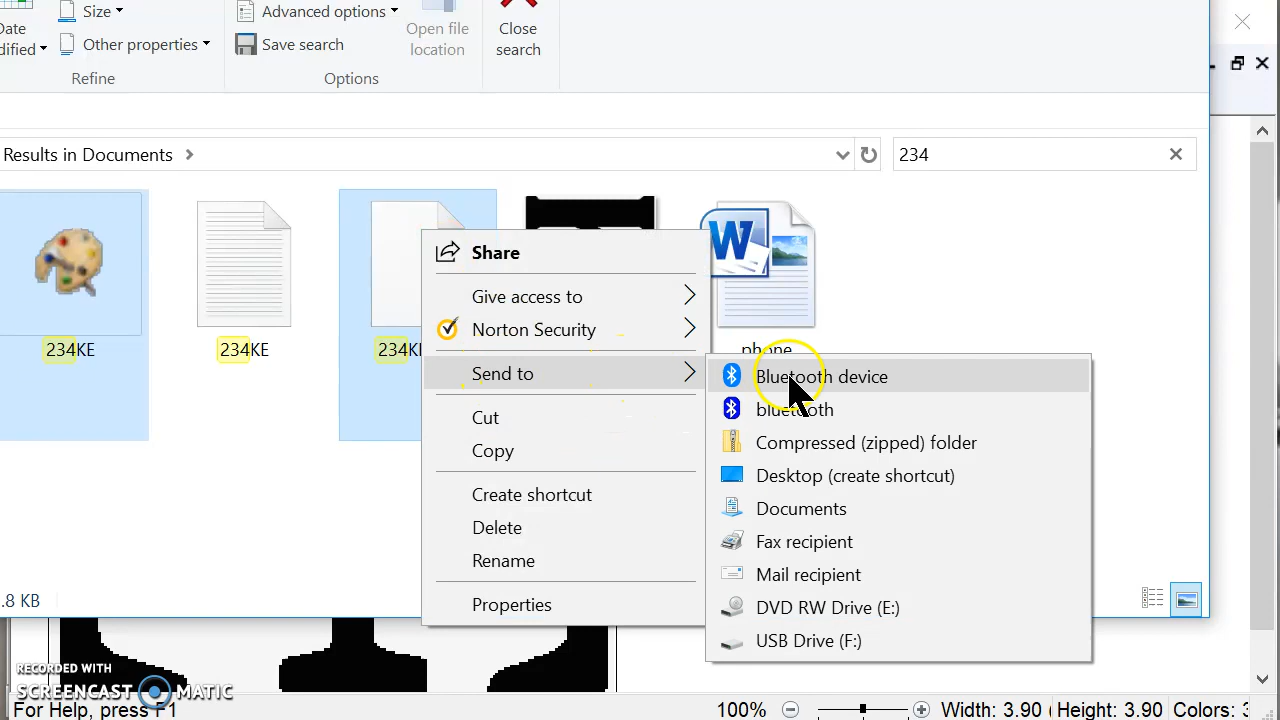 Size
Advanced options
Open file
location
Close
search
Date
dified
Other properties
Save search
Refine
Options
Results in Documents
234
Share
Give access to
Norton Security
234KE
234KE
234KE
phone
Send to
Bluetooth device
bluetooth
Cut
Compressed (zipped) folder
Copy
Desktop (create shortcut)
Create shortcut
Documents
Delete
Fax recipient
Rename
Mail recipient
.8 KB
Properties
DVD RW Drive (E:)
USB Drive (F:)
RECORDED WITH
SCREENCAST MATIC
For Help, press F1
100%
Width: 3.90
Height: 3.90
Colors: 3